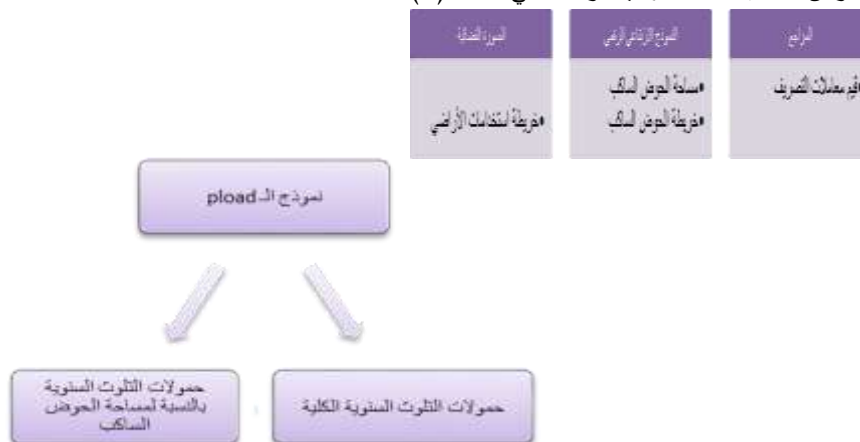 المراجع
قيم معاملات التصريف
النموذج الارتفاعي الرقمي
مساحة الحوض الساكب
خريطة الحوض الساكب
الصورة الفضائية
خريطة استخدامات الأراضي
نموذج الـ pload
حمولات التلوث السنوية الكلية
حمولات التلوث السنوية
بالنسبة لمساحة الحوض
الساكب